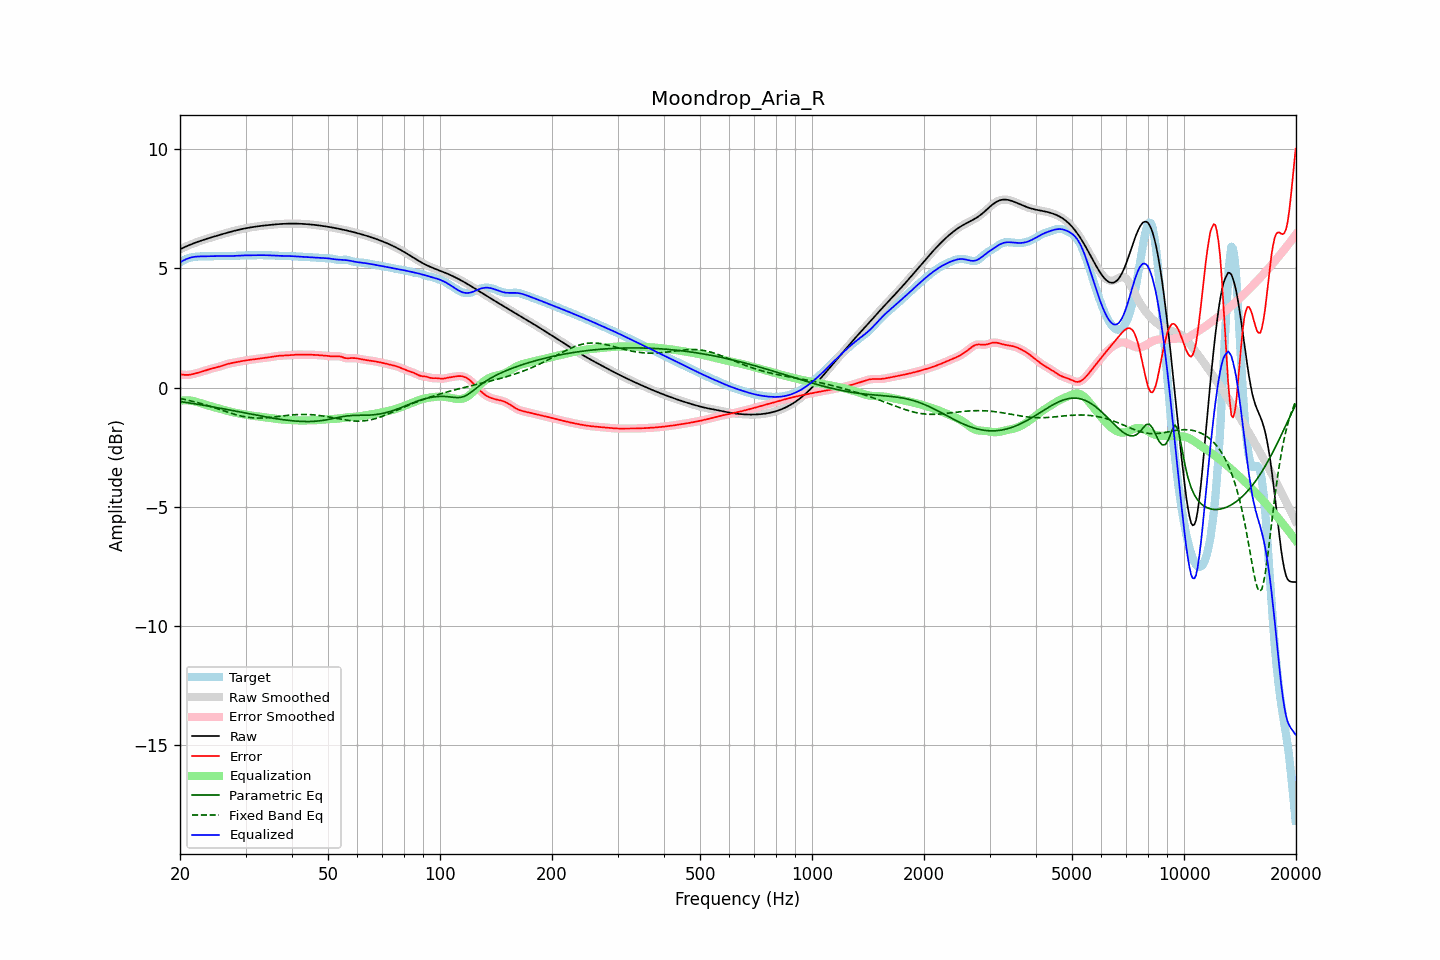 Moondrop_Aria_R
Amplitude (dBr)
10
5
0
−5
−10
−15
Target
Raw Smoothed
Error Smoothed
Raw
Error
Equalization
Parametric Eq
Fixed Band Eq
Equalized
20 50 100 200 500 1000 2000 5000 10000 20000
Frequency (Hz)